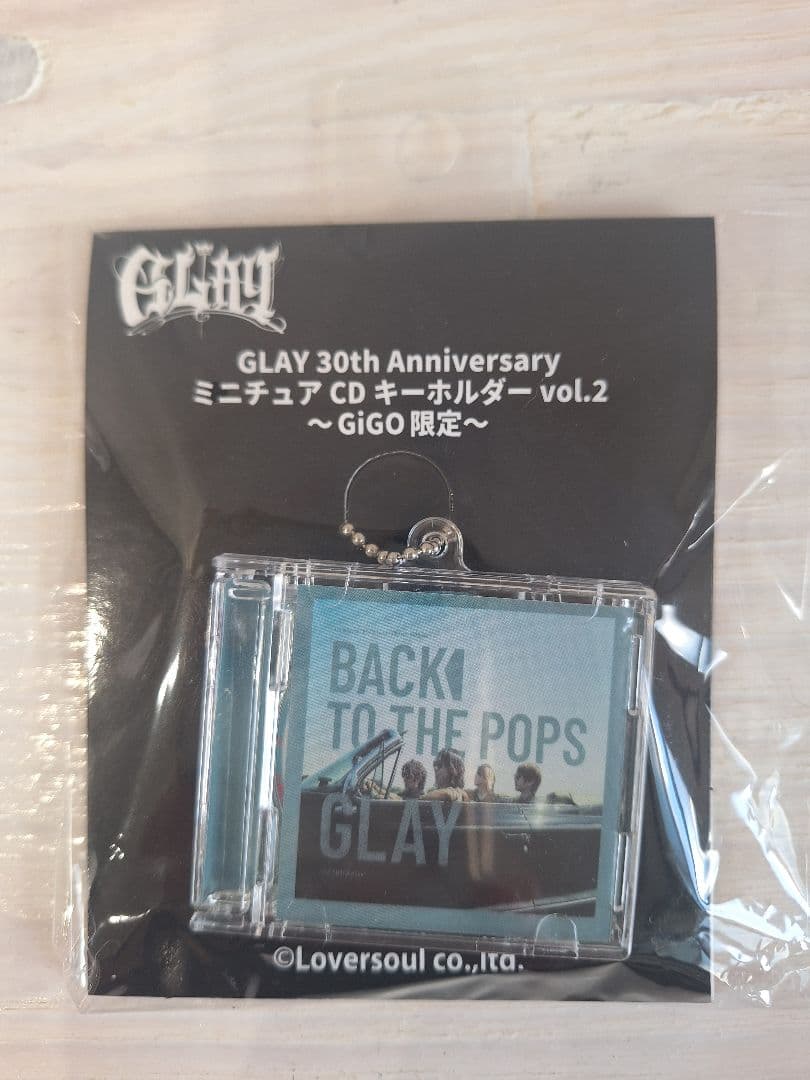 GLAY
GLAY 30th Anniversary
ミニチュア CD キーホルダー vol.2
～ GiGO 限定～
BACK
TO THE POPS
GLAY
©Loversoul co.,ltd.